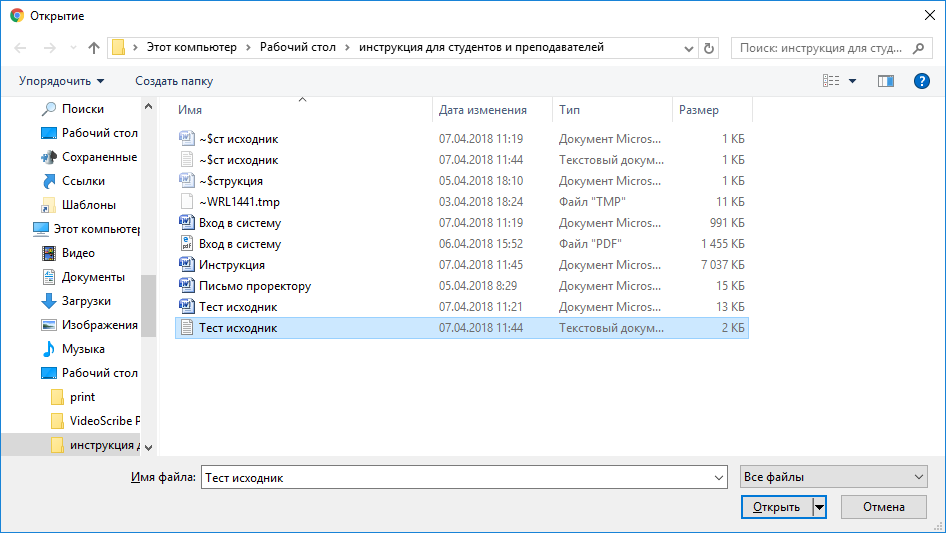 Открытие
Этот компьютер › Рабочий стол › инструкция для студентов и преподавателей
Поиск: инструкция для студ...
Упорядочить
Создать папку
?
Поиски
Рабочий стол
Сохраненные
Ссылки
Шаблоны
Этот компьютер
Видео
Документы
Загрузки
Изображения
Музыка
Рабочий стол
print
VideoScribe P
инструкция д
Имя Дата изменения Тип Размер
~$ст исходник 07.04.2018 11:19 Документ Micros... 1 КБ
~$ст исходник 07.04.2018 11:44 Текстовый докум... 1 КБ
~$струкция 05.04.2018 18:10 Документ Micros... 1 КБ
~WRL1441.tmp 03.04.2018 18:24 Файл "TMP" 11 КБ
Вход в систему 07.04.2018 11:19 Документ Micros... 991 КБ
Вход в систему 06.04.2018 15:52 Файл "PDF" 1 455 КБ
Инструкция 07.04.2018 11:45 Документ Micros... 7 037 КБ
Письмо проректору 05.04.2018 8:29 Документ Micros... 15 КБ
Тест исходник 07.04.2018 11:21 Документ Micros... 13 КБ
Тест исходник 07.04.2018 11:44 Текстовый докум... 2 КБ
Имя файла: Тест исходник
Все файлы
Открыть
Отмена